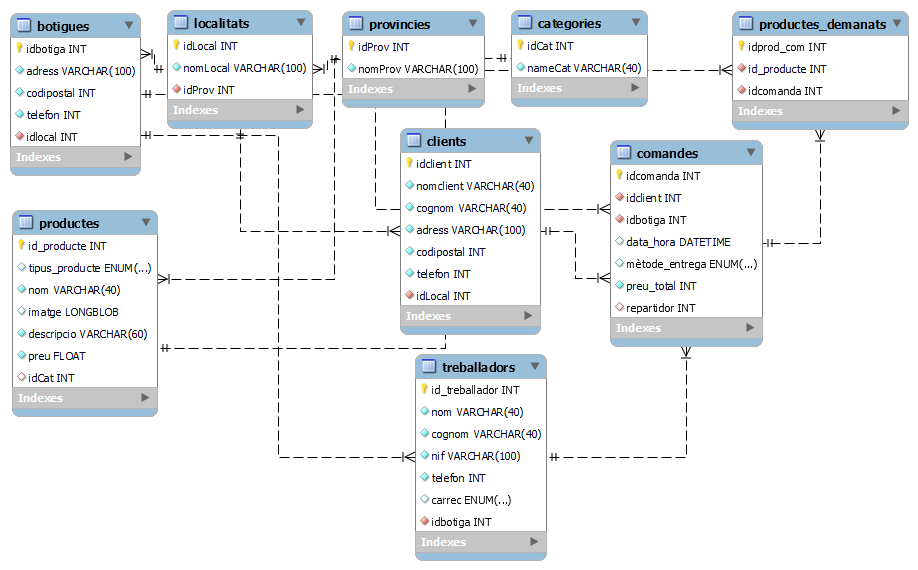 botigues
idbotiga INT
adress VARCHAR(100)
codipostal INT
telefon INT
idlocal INT
Indexes
localitats
idLocal INT
nomLocal VARCHAR(100)
idProv INT
Indexes
provincies
idProv INT
nomProv VARCHAR(100)
Indexes
categories
idCat INT
nameCat VARCHAR(40)
Indexes
productes_demanats
idprod_com INT
id_producte INT
idcomanda INT
Indexes
clients
idclient INT
nomclient VARCHAR(40)
cognom VARCHAR(40)
adress VARCHAR(100)
codipostal INT
telefon INT
idLocal INT
Indexes
comandes
idcomanda INT
idclient INT
idbotiga INT
data_hora DATETIME
mètode_entrega ENUM(...)
preu_total INT
repartidor INT
Indexes
productes
id_producte INT
tipus_producte ENUM(...)
nom VARCHAR(40)
imatge LONGBLOB
descripcio VARCHAR(60)
preu FLOAT
idCat INT
Indexes
treballadors
id_treballador INT
nom VARCHAR(40)
cognom VARCHAR(40)
nif VARCHAR(100)
telefon INT
carrec ENUM(...)
idbotiga INT
Indexes